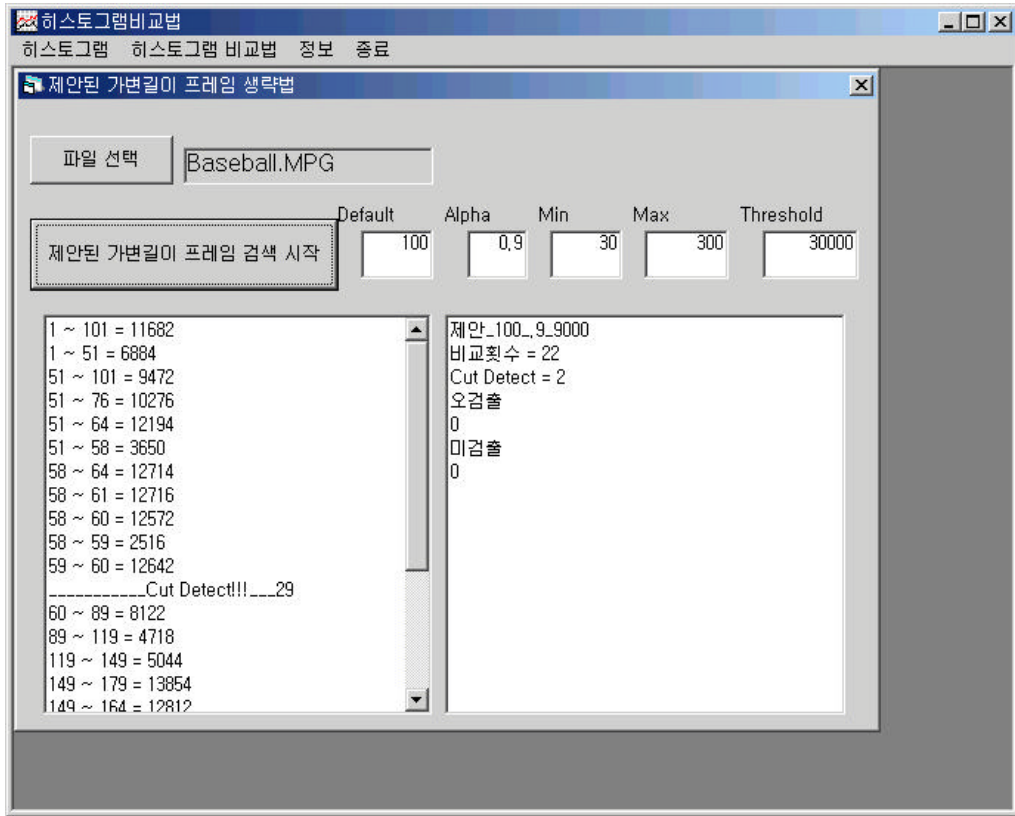 히스토그램비교법
히스토그램 히스토그램 비교법 정보 종료
제안된 가변길이 프레임 생략법
파일 선택 Baseball.MPG
Default Alpha Min Max Threshold
제안된 가변길이 프레임 검색 시작 100 0.9 30 300 30000
1 ~ 101 = 11682
1 ~ 51 = 6884
51 ~ 101 = 9472
51 ~ 76 = 10276
51 ~ 64 = 12194
51 ~ 58 = 3650
58 ~ 64 = 12714
58 ~ 61 = 12716
58 ~ 60 = 12572
58 ~ 59 = 2516
59 ~ 60 = 12642
___________Cut Detect!!!___29
60 ~ 89 = 8122
89 ~ 119 = 4718
119 ~ 149 = 5044
149 ~ 179 = 13854
149 ~ 164 = 12812
제안_100_.9_9000
비교횟수 = 22
Cut Detect = 2
오검출
0
미검출
0